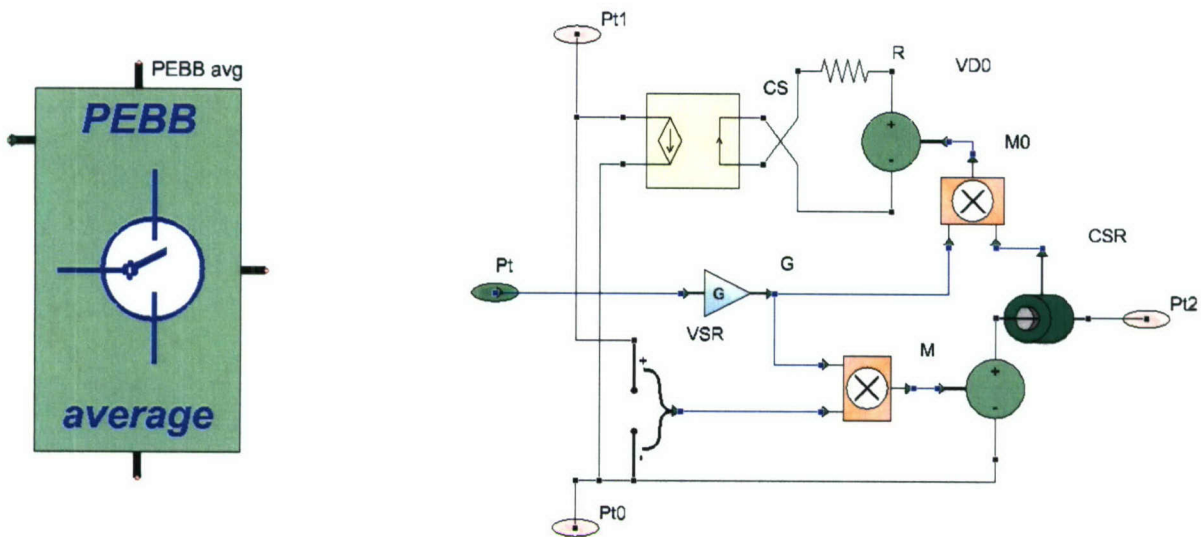 PEBB avg
PEBB
average
Pt1
R
VD0
CS
+
-
M0
CSR
Pt
G
G
Pt2
VSR
M
+
-
+
-
Pt0